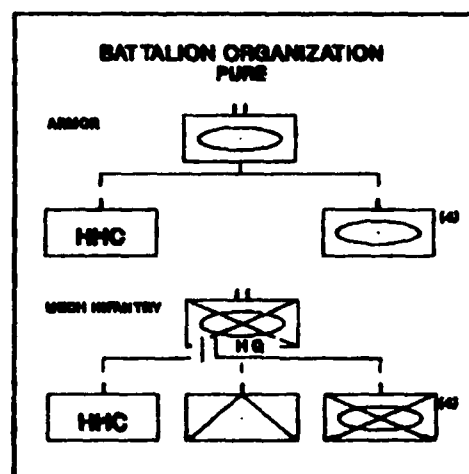 BATTALION ORGANIZATION
PURE
ARMOR
HHC
(4)
MECH INFANTRY
HQ
HHC
(4)